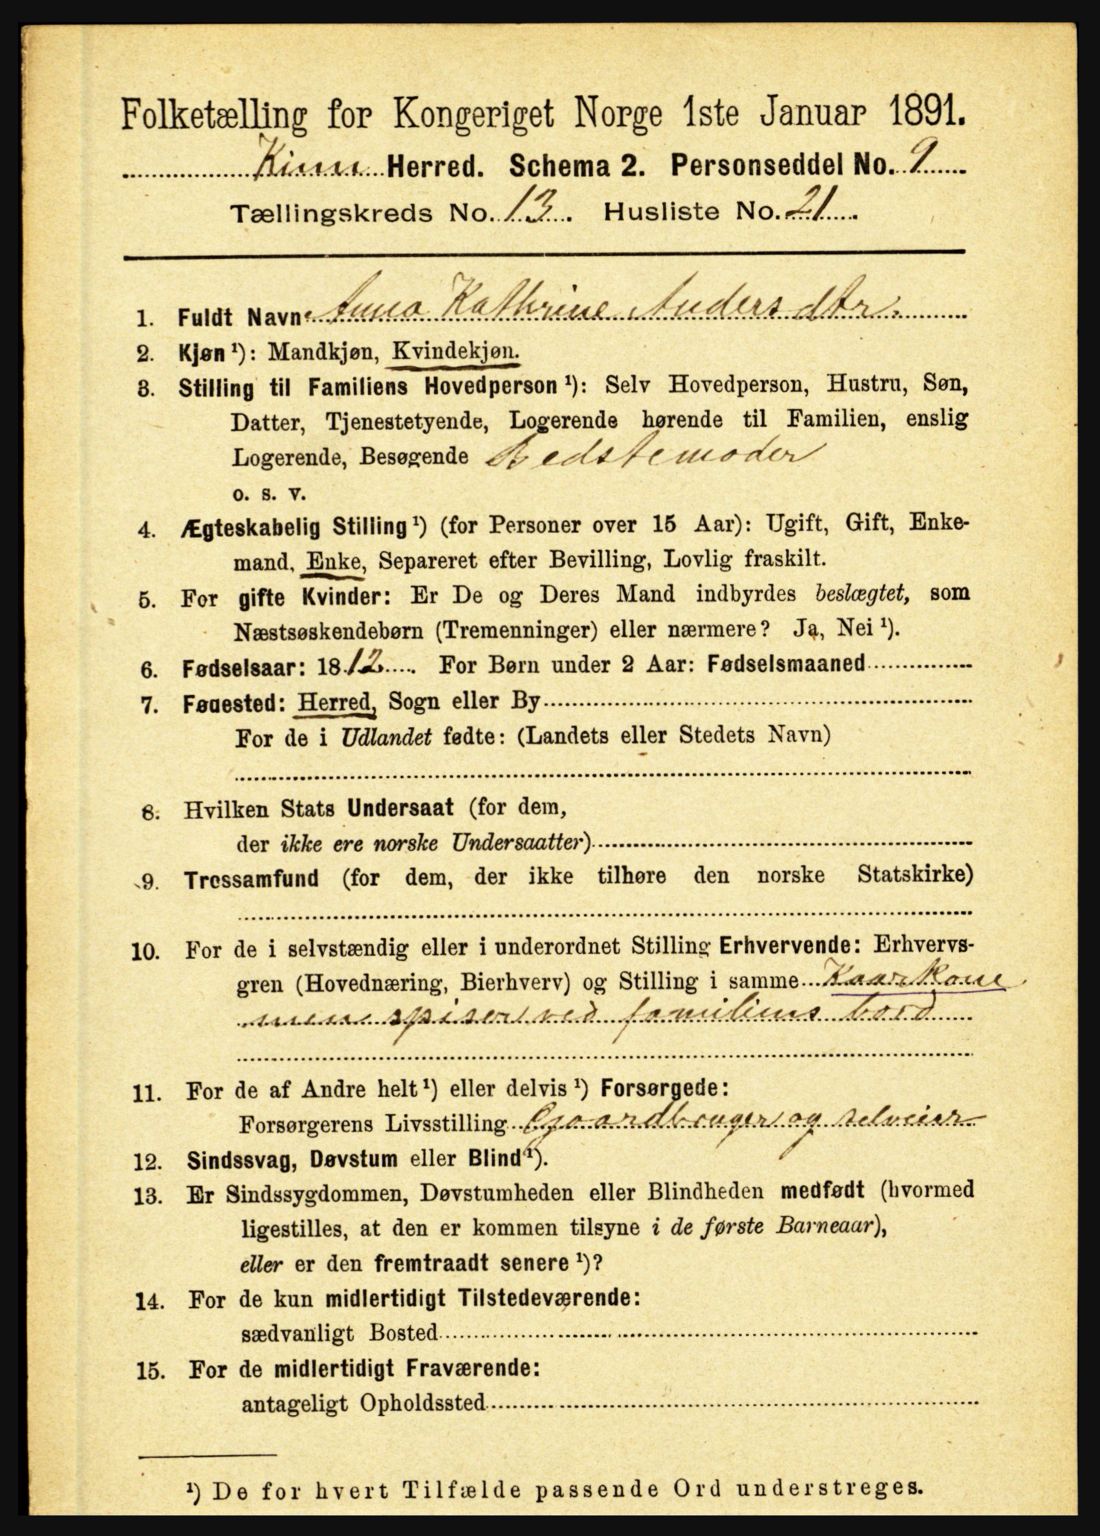 Folketælling for Kongeriget Norge 1ste Januar 1891.
Kinn Herred. Schema 2. Personseddel No. 9
Tællingskreds No. 13. Husliste No. 21.
1. Fuldt Navn: Anna Kathrine Andersdtr.
2. Kjøn ¹): Mandkjøn, Kvindekjøn.
3. Stilling til Familiens Hovedperson ¹): Selv Hovedperson, Hustru, Søn,
Datter, Tjenestetyende, Logerende hørende til Familien, enslig
Logerende, Besøgende Bedstemoder
o. s. v.
4. Ægteskabelig Stilling ¹) (for Personer over 15 Aar): Ugift, Gift, Enke-
mand, Enke, Separeret efter Bevilling, Lovlig fraskilt.
5. For gifte Kvinder: Er De og Deres Mand indbyrdes beslægtet, som
Næstsøskendebørn (Tremenninger) eller nærmere? Ja, Nei ¹).
6. Fødselsaar: 1812. For Børn under 2 Aar: Fødselsmaaned
7. Føuested: Herred, Sogn eller By
For de i Udlandet fødte: (Landets eller Stedets Navn)
8. Hvilken Stats Undersaat (for dem,
der ikke ere norske Undersaatter)
9. Trossamfund (for dem, der ikke tilhøre den norske Statskirke)
10. For de i selvstændig eller i underordnet Stilling Erhvervende: Erhvervs-
gren (Hovednæring, Bierhverv) og Stilling i samme Kaarkone
men spiser ved familiens bord
11. For de af Andre helt ¹) eller delvis ¹) Forsørgede:
Forsørgerens Livsstilling Gaardbruger og selveier
12. Sindssvag, Døvstum eller Blind ¹).
13. Er Sindssygdommen, Døvstumheden eller Blindheden medfødt (hvormed
ligestilles, at den er kommen tilsyne i de første Barneaar),
eller er den fremtraadt senere ¹)?
14. For de kun midlertidigt Tilstedeværende:
sædvanligt Bosted
15. For de midlertidigt Fraværende:
antageligt Opholdssted
¹) De for hvert Tilfælde passende Ord understreges.